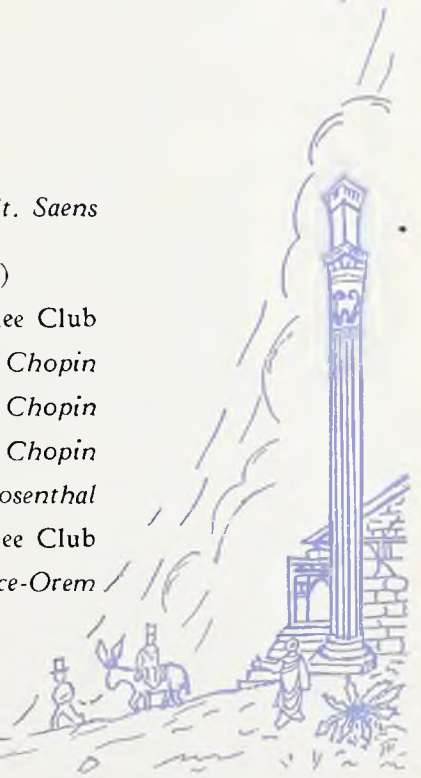 t. Saens
)
ee Club
Chopin
Chopin
Chopin
osenthal
ee Club
ce-Orem